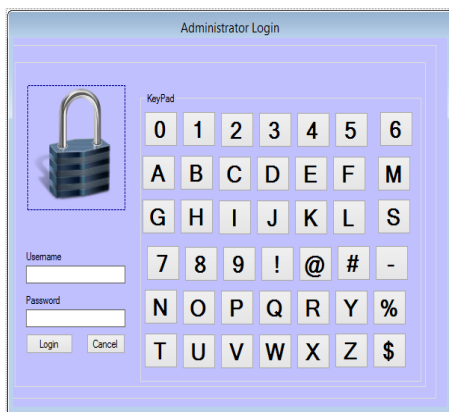 Administrator Login
KeyPad
0 1 2 3 4 5 6
A B C D E F M
G H I J K L S
7 8 9 ! @ # -
N O P Q R Y %
T U V W X Z $
Username
Password
Login Cancel